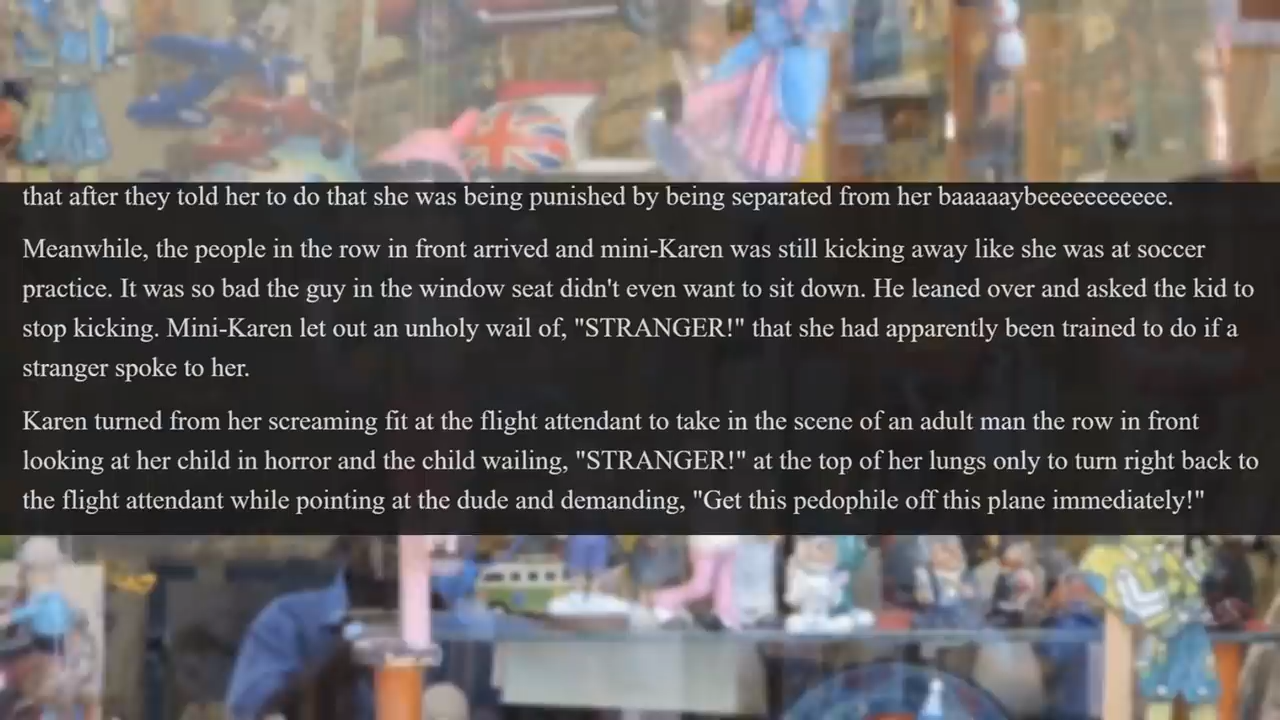 that after they told her to do that she was being punished by being separated from her baaaaaybeeeeeeeeeee.
Meanwhile, the people in the row in front arrived and mini-Karen was still kicking away like she was at soccer
practice. It was so bad the guy in the window seat didn't even want to sit down. He leaned over and asked the kid to
stop kicking. Mini-Karen let out an unholy wail of, "STRANGER!" that she had apparently been trained to do if a
stranger spoke to her.
Karen turned from her screaming fit at the flight attendant to take in the scene of an adult man the row in front
looking at her child in horror and the child wailing, "STRANGER!" at the top of her lungs only to turn right back to
the flight attendant while pointing at the dude and demanding, "Get this pedophile off this plane immediately!"